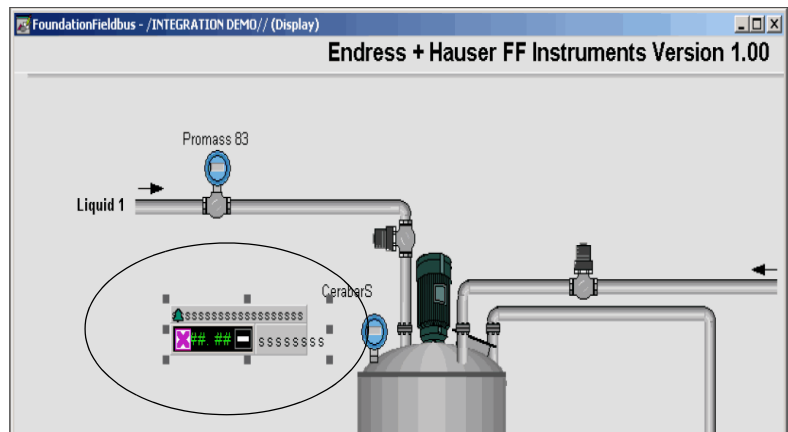 FoundationFieldbus - /INTEGRATION DEMO// (Display)
Endress + Hauser FF Instruments Version 1.00
Promass 83
Liquid 1
CerabarS
ssssssssssssssssss
X##.## ssssssss